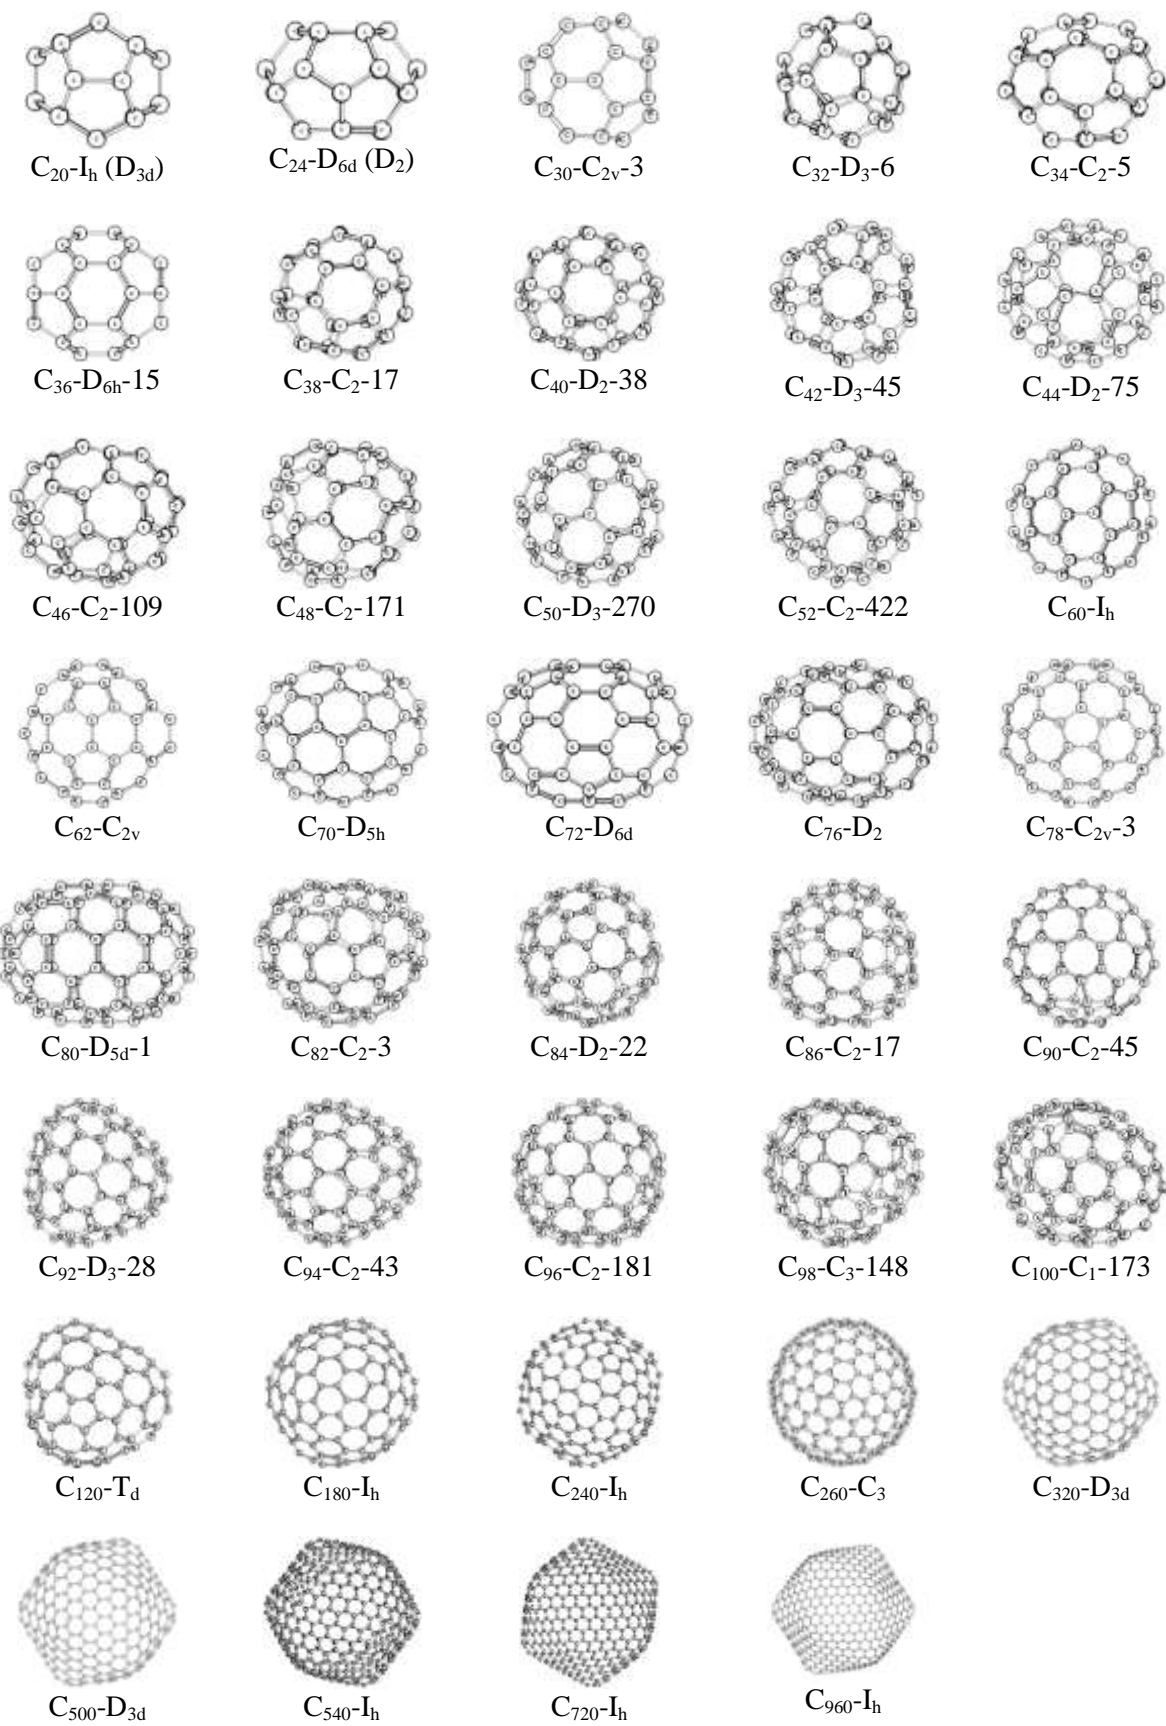 C₂₀-Iₕ (D₃d) C₂₄-D₆d (D₂) C₃₀-C₂ᵥ-3 C₃₂-D₃-6 C₃₄-C₂-5
C₃₆-D₆ₕ-15 C₃₈-C₂-17 C₄₀-D₂-38 C₄₂-D₃-45 C₄₄-D₂-75
C₄₆-C₂-109 C₄₈-C₂-171 C₅₀-D₃-270 C₅₂-C₂-422 C₆₀-Iₕ
C₆₂-C₂ᵥ C₇₀-D₅ₕ C₇₂-D₆d C₇₆-D₂ C₇₈-C₂ᵥ-3
C₈₀-D₅d-1 C₈₂-C₂-3 C₈₄-D₂-22 C₈₆-C₂-17 C₉₀-C₂-45
C₉₂-D₃-28 C₉₄-C₂-43 C₉₆-C₂-181 C₉₈-C₃-148 C₁₀₀-C₁-173
C₁₂₀-Td C₁₈₀-Iₕ C₂₄₀-Iₕ C₂₆₀-C₃ C₃₂₀-D₃d
C₅₀₀-D₃d C₅₄₀-Iₕ C₇₂₀-Iₕ C₉₆₀-Iₕ